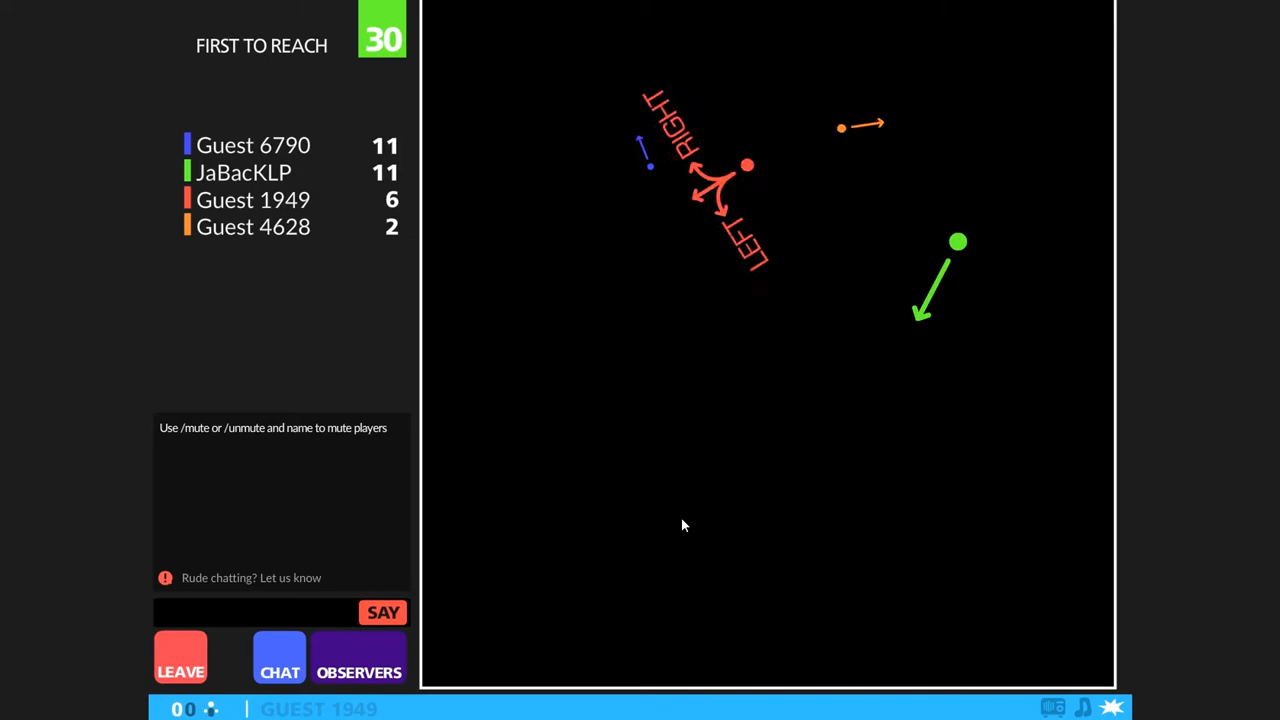 FIRST TO REACH 30
Guest 6790 11
JaBacKLP 11
Guest 1949 6
Guest 4628 2
RIGHT
LEFT
Use /mute or /unmute and name to mute players
Rude chatting? Let us know
SAY
LEAVE CHAT OBSERVERS
00 GUEST 1949